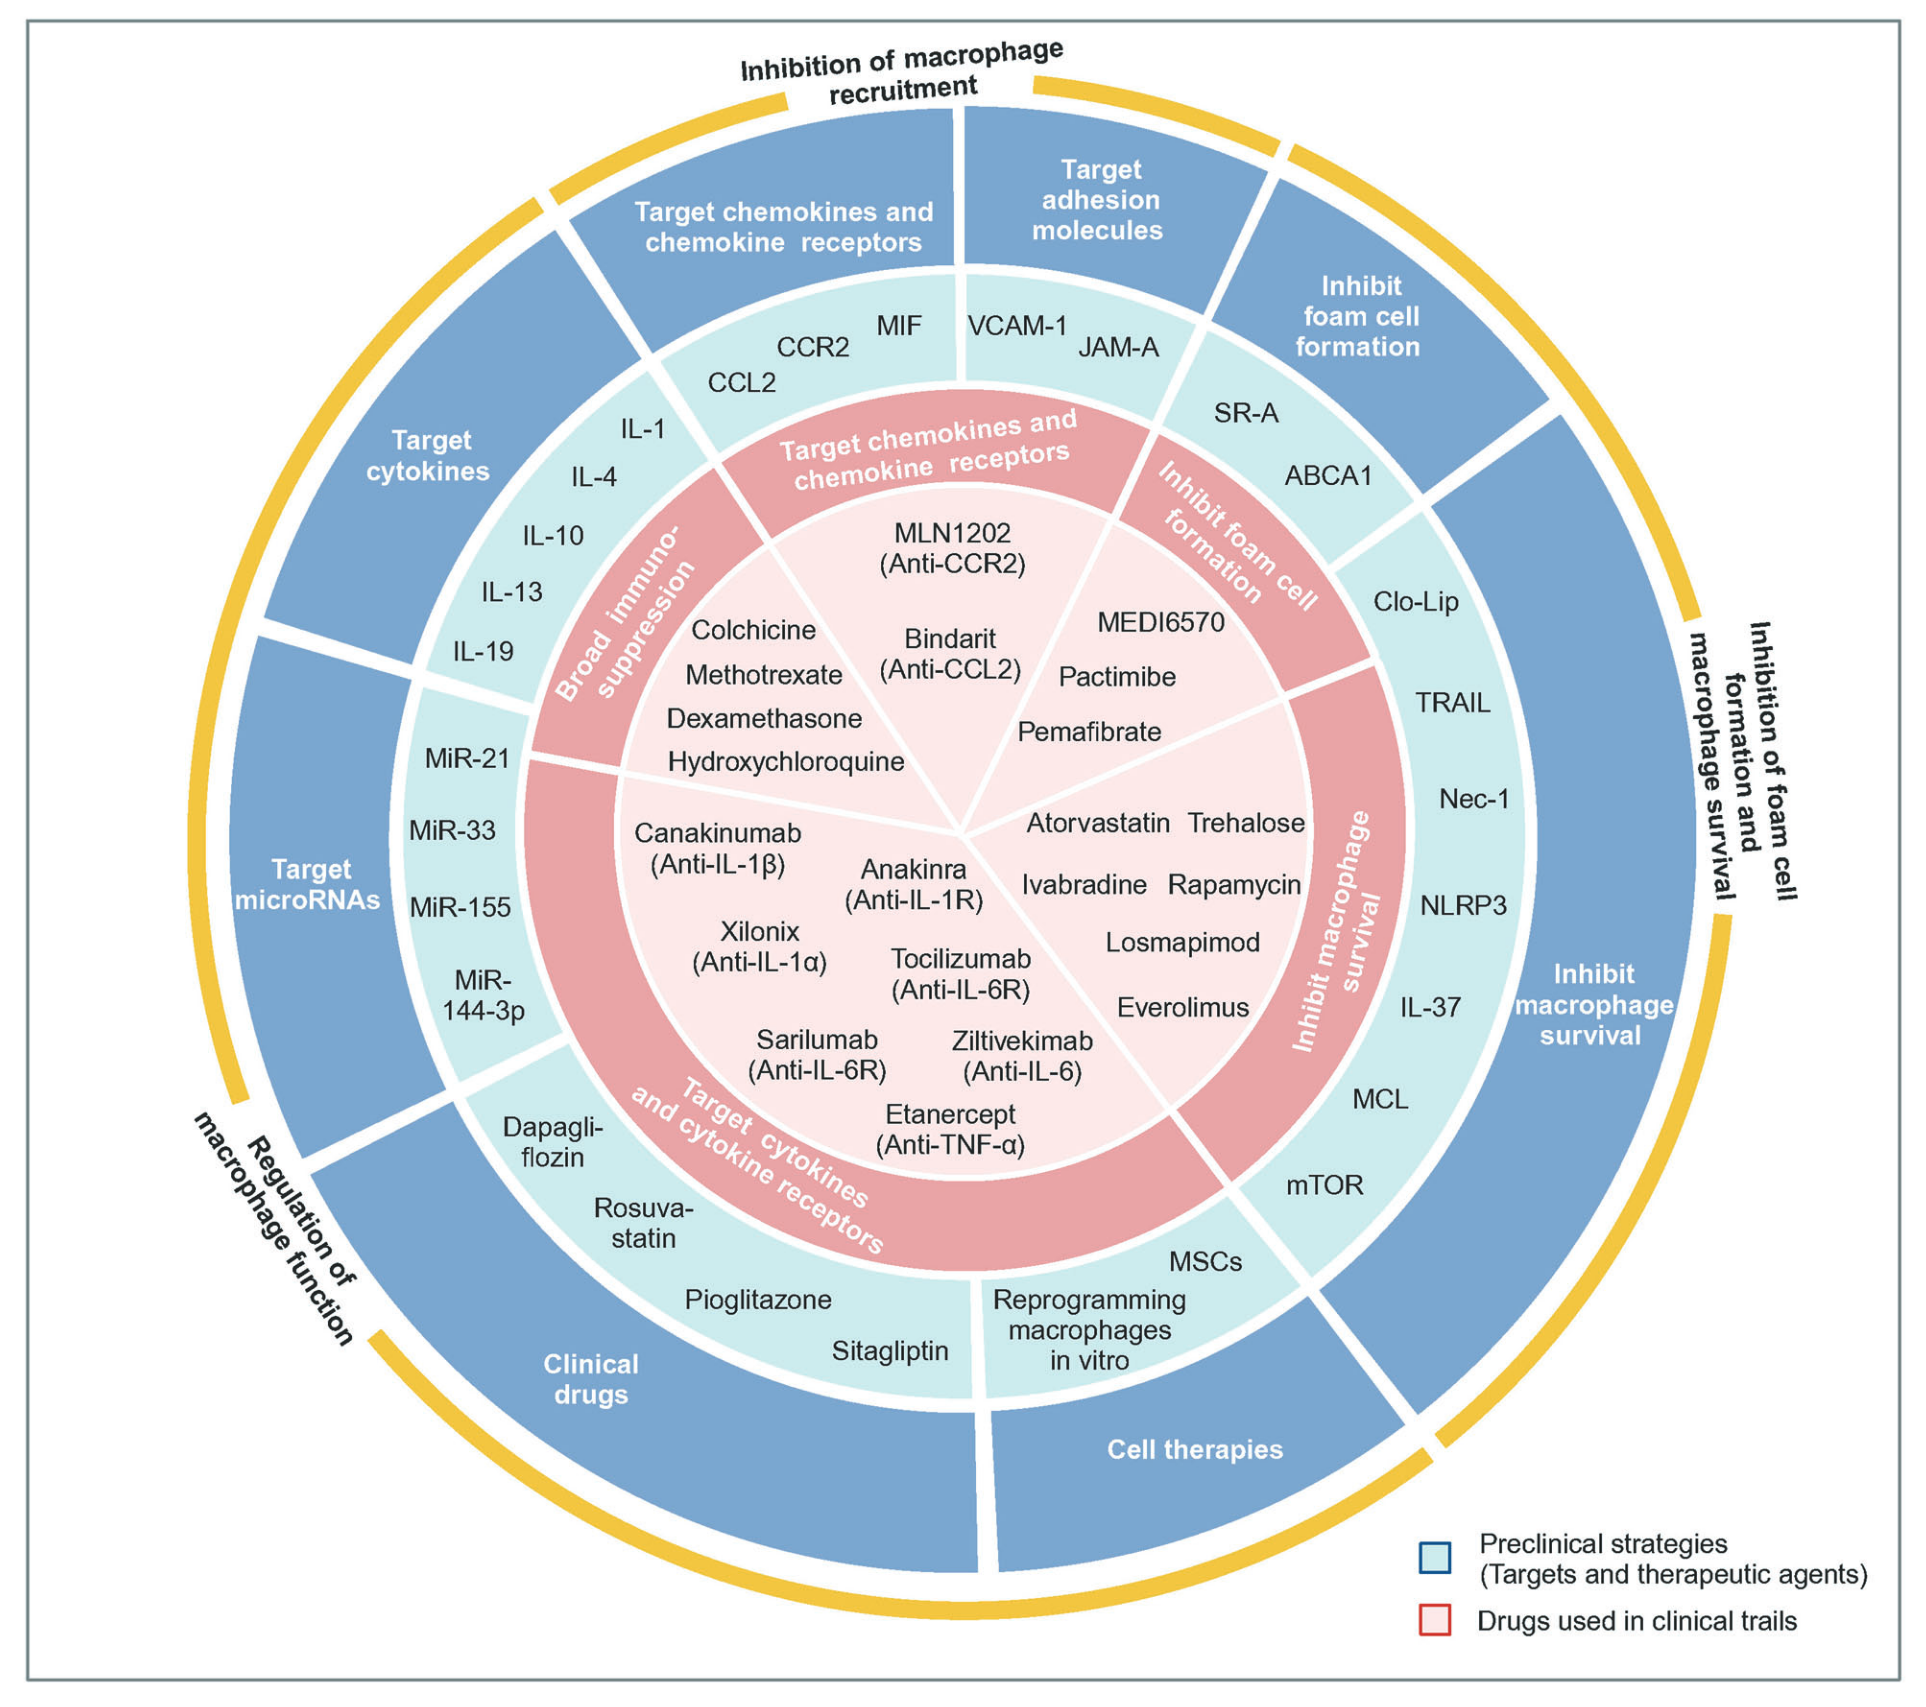 Inhibition of macrophage
recruitment
Target chemokines and
chemokine receptors
Target
adhesion
molecules
Inhibit
foam cell
formation
Inhibit
macrophage
survival
Cell therapies
Clinical
drugs
Target
microRNAs
Target
cytokines
Inhibition of foam cell
formation and
macrophage survival
Regulation of
macrophage function
MIF
CCR2
CCL2
VCAM-1
JAM-A
SR-A
ABCA1
Clo-Lip
TRAIL
Nec-1
NLRP3
IL-37
MCL
mTOR
MSCs
Reprogramming
macrophages
in vitro
Sitagliptin
Pioglitazone
Rosuva-
statin
Dapagli-
flozin
MiR-
144-3p
MiR-155
MiR-33
MiR-21
IL-19
IL-13
IL-10
IL-4
IL-1
Target chemokines and
chemokine receptors
MLN1202
(Anti-CCR2)
Bindarit
(Anti-CCL2)
Inhibit foam cell
formation
MEDI6570
Pactimibe
Pemafibrate
Inhibit macrophage
survival
Atorvastatin Trehalose
Ivabradine Rapamycin
Losmapimod
Everolimus
Target cytokines
and cytokine receptors
Canakinumab
(Anti-IL-1β)
Anakinra
(Anti-IL-1R)
Xilonix
(Anti-IL-1α)
Tocilizumab
(Anti-IL-6R)
Sarilumab
(Anti-IL-6R)
Ziltivekimab
(Anti-IL-6)
Etanercept
(Anti-TNF-α)
Broad immuno-
suppression
Colchicine
Methotrexate
Dexamethasone
Hydroxychloroquine
Preclinical strategies
(Targets and therapeutic agents)
Drugs used in clinical trails